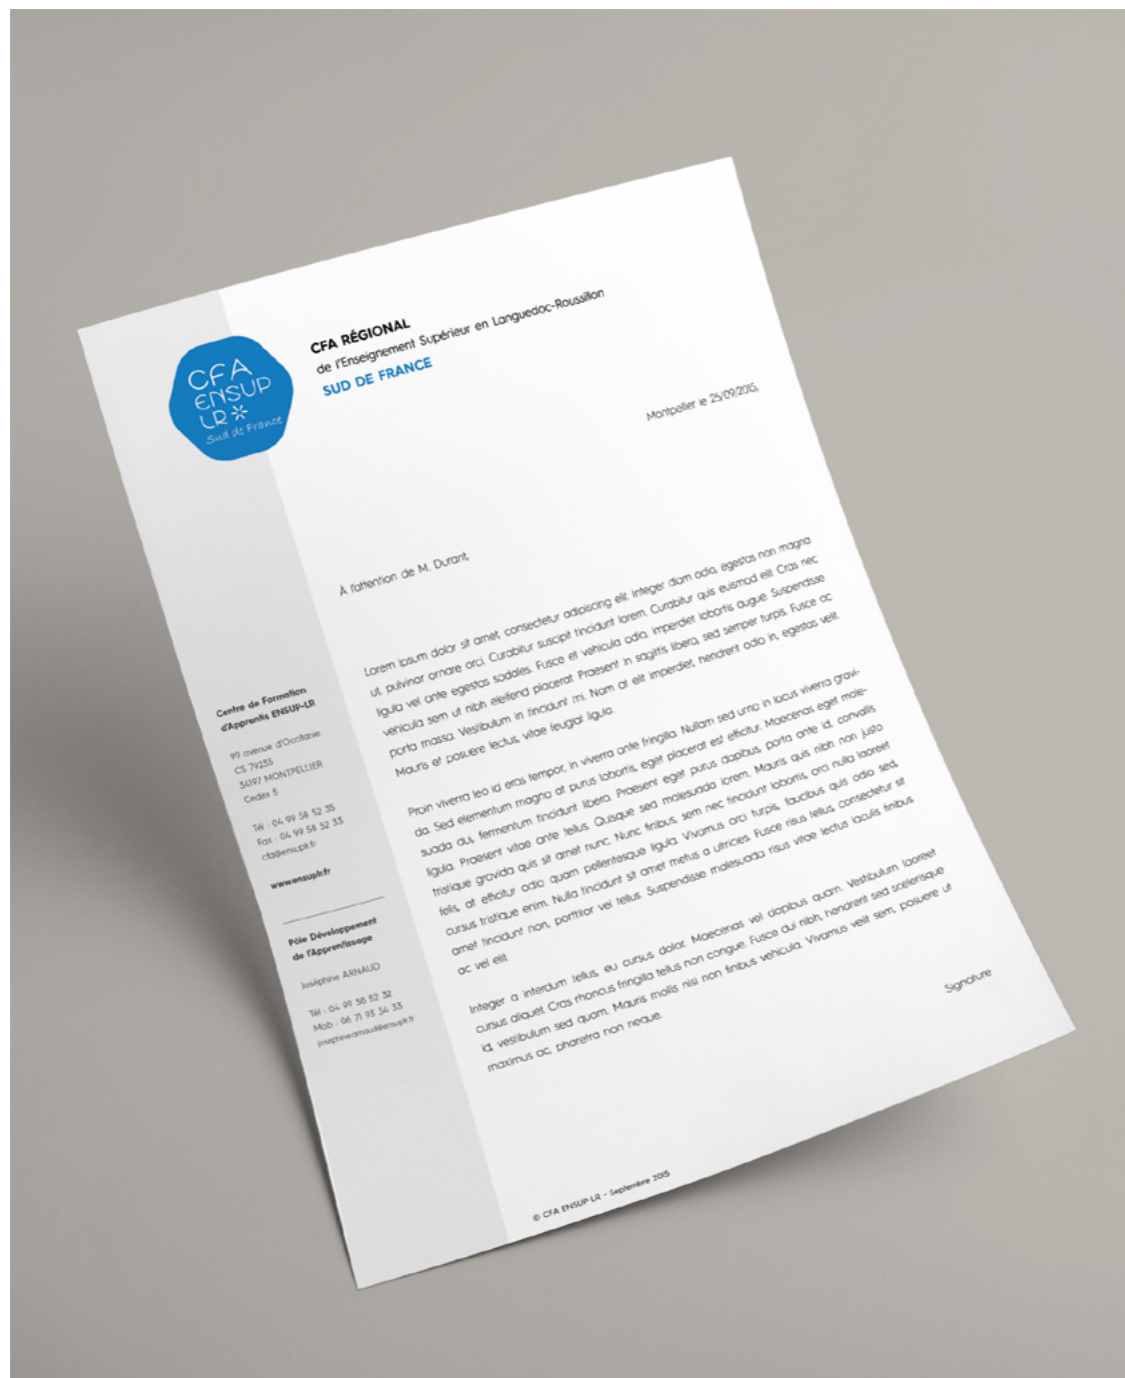 CFA
ENSUP
LR
Sud de France
CFA RÉGIONAL
de l'Enseignement Supérieur en Languedoc-Roussillon
SUD DE FRANCE
Montpellier le 25/09/2015,
À l'attention de M. Durant,
Lorem ipsum dolor sit amet, consectetur adipiscing elit. Integer diam odio, egestas non magna
ut, pulvinar ornare orci. Curabitur suscipit tincidunt lorem. Curabitur quis euismod elit. Cras nec
ligula vel ante egestas sodales. Fusce et vehicula odio, imperdiet lobortis augue. Suspendisse
vehicula sem ut nibh eleifend placerat. Praesent in sagittis libero, sed semper turpis. Fusce ac
porta massa. Vestibulum in tincidunt mi. Nam at elit imperdiet, hendrerit odio in, egestas velit.
Mauris et posuere lectus, vitae feugiat ligula.
Proin viverra leo id eros tempor, in viverra ante fringilla. Nullam sed urna in lacus viverra gravi-
da. Sed elementum magna at purus lobortis, eget placerat est efficitur. Maecenas eget male-
suada dui, fermentum tincidunt libero. Praesent eget purus dapibus, porta ante id, convallis
ligula. Praesent vitae ante tellus. Quisque sed malesuada lorem. Mauris quis nibh non justo
tristique gravida quis sit amet nunc. Nunc finibus, sem nec tincidunt lobortis, orci nulla laoreet
felis, at efficitur odio quam pellentesque ligula. Vivamus orci turpis, faucibus quis odio sed,
cursus tristique enim. Nulla tincidunt sit amet metus a ultricies. Fusce risus tellus, consectetur sit
amet tincidunt non, porttitor vel tellus. Suspendisse malesuada risus vitae lectus iaculis finibus
ac vel elit.
Integer a interdum tellus, eu cursus dolor. Maecenas vel dapibus quam. Vestibulum laoreet
cursus aliquet. Cras rhoncus fringilla tellus non congue. Fusce dui nibh, hendrerit sed scelerisque
id, vestibulum sed quam. Mauris mollis nisi non finibus vehicula. Vivamus velit sem, posuere ut
maximus ac, pharetra non neque.
Signature
Centre de Formation
d'Apprentis ENSUP-LR
99 avenue d'Occitanie
CS 79235
34197 MONTPELLIER
Cedex 5
Tél : 04 99 58 52 35
Fax : 04 99 58 52 33
cfa@ensuplr.fr
www.ensuplr.fr
Pôle Développement
de l'Apprentissage
Joséphine ARNAUD
Tél : 04 99 58 52 32
Mob : 06 71 93 34 33
josephine.arnaud@ensuplr.fr
© CFA ENSUP-LR - Septembre 2015